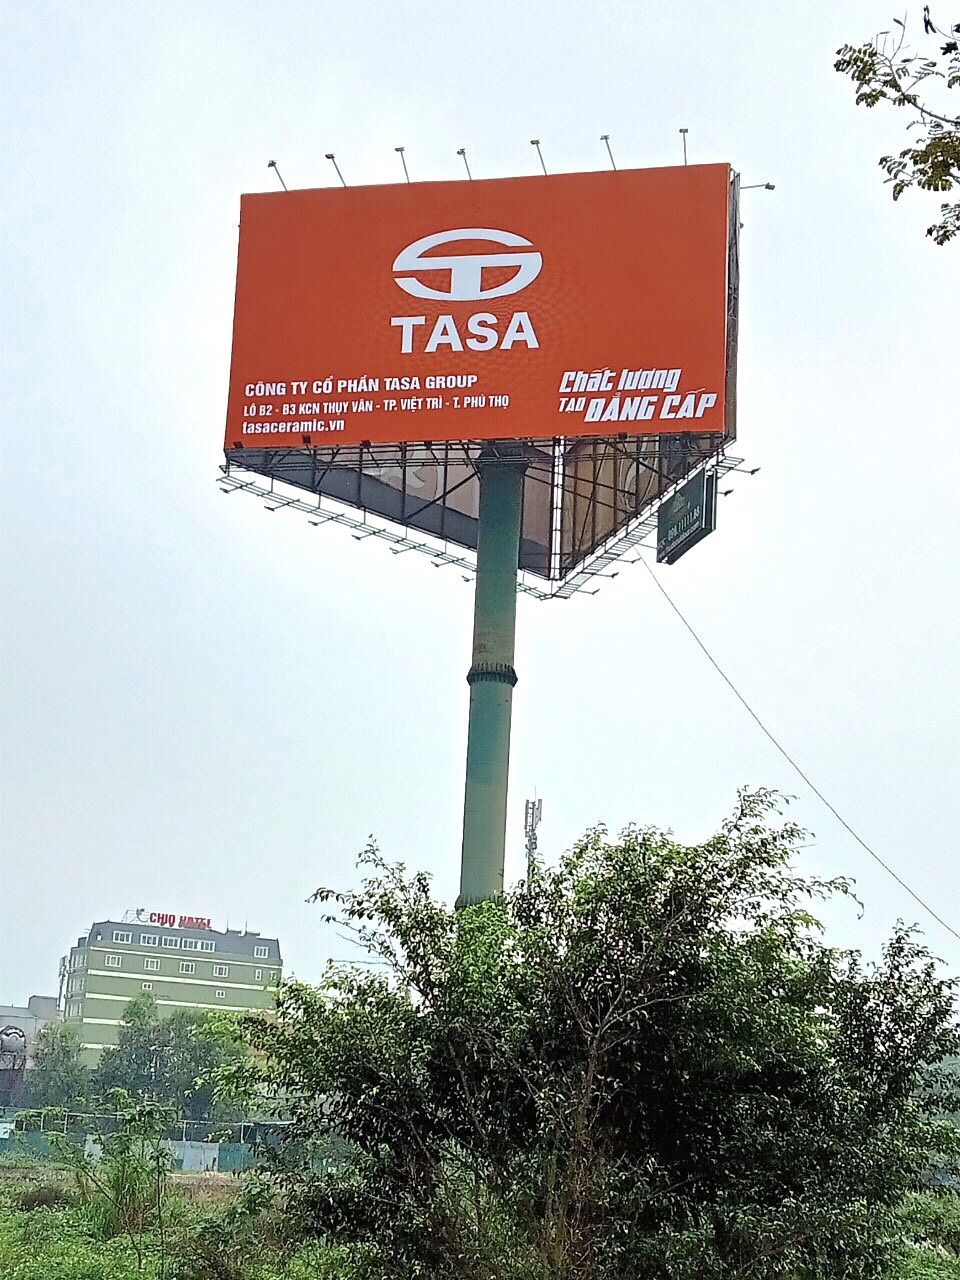 TASA
CÔNG TY CỔ PHẦN TASA GROUP
LÔ B2 - B3 KCN THỤY VÂN - TP. VIỆT TRÌ - T. PHÚ THỌ
tasaceramic.vn
Chất lượng
TẠO ĐẲNG CẤP
HOTEL